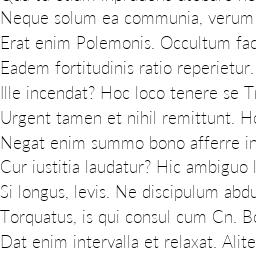 Neque solum ea communia, verum
Erat enim Polemonis. Occultum fac
Eadem fortitudinis ratio reperietur.
Ille incendat? Hoc loco tenere se T
Urgent tamen et nihil remittunt. Ho
Negat enim summo bono afferre in
Cur iustitia laudatur? Hic ambiguo l
Si longus, levis. Ne discipulum abdu
Torquatus, is qui consul cum Cn. Bo
Dat enim intervalla et relaxat. Alite